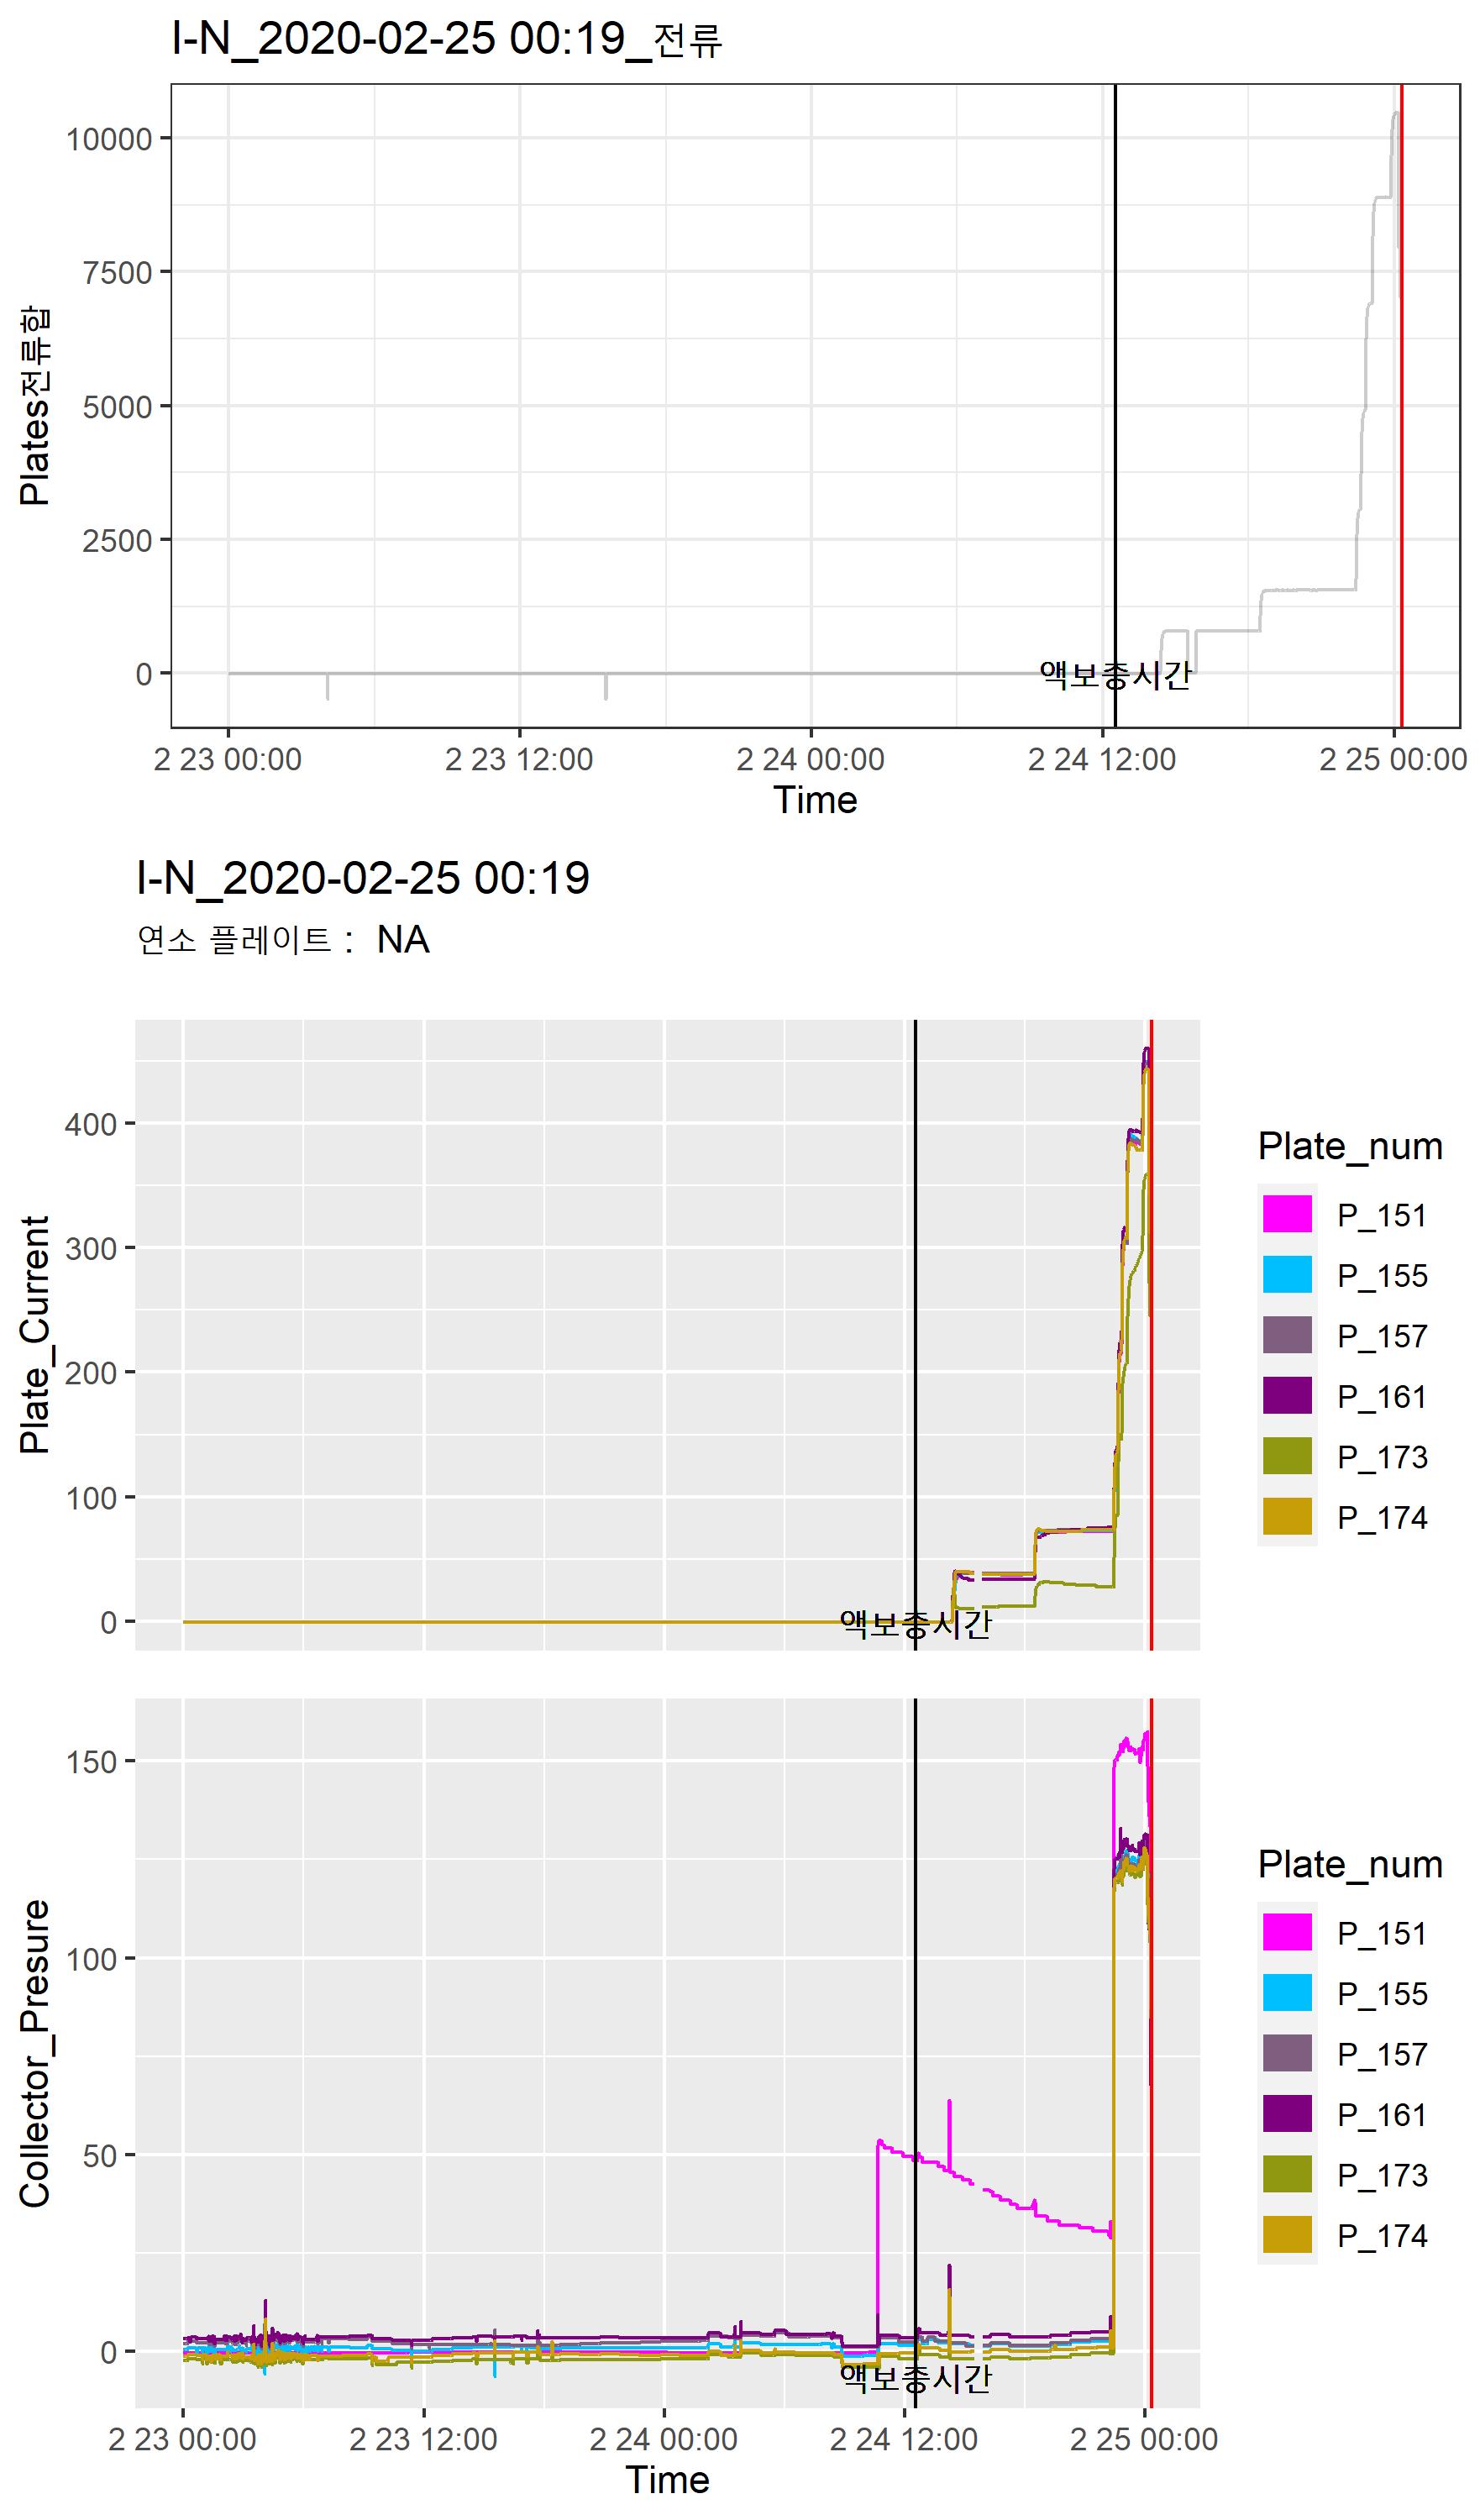 I-N_2020-02-25 00:19_전류
Plates전류합
10000
7500
5000
2500
0
액보충시간
2 23 00:00
2 23 12:00
2 24 00:00
2 24 12:00
2 25 00:00
Time
I-N_2020-02-25 00:19
연소 플레이트 : NA
Plate_Current
400
300
200
100
0
액보충시간
Plate_num
P_151
P_155
P_157
P_161
P_173
P_174
Collector_Presure
150
100
50
0
액보충시간
2 23 00:00
2 23 12:00
2 24 00:00
2 24 12:00
2 25 00:00
Time
Plate_num
P_151
P_155
P_157
P_161
P_173
P_174